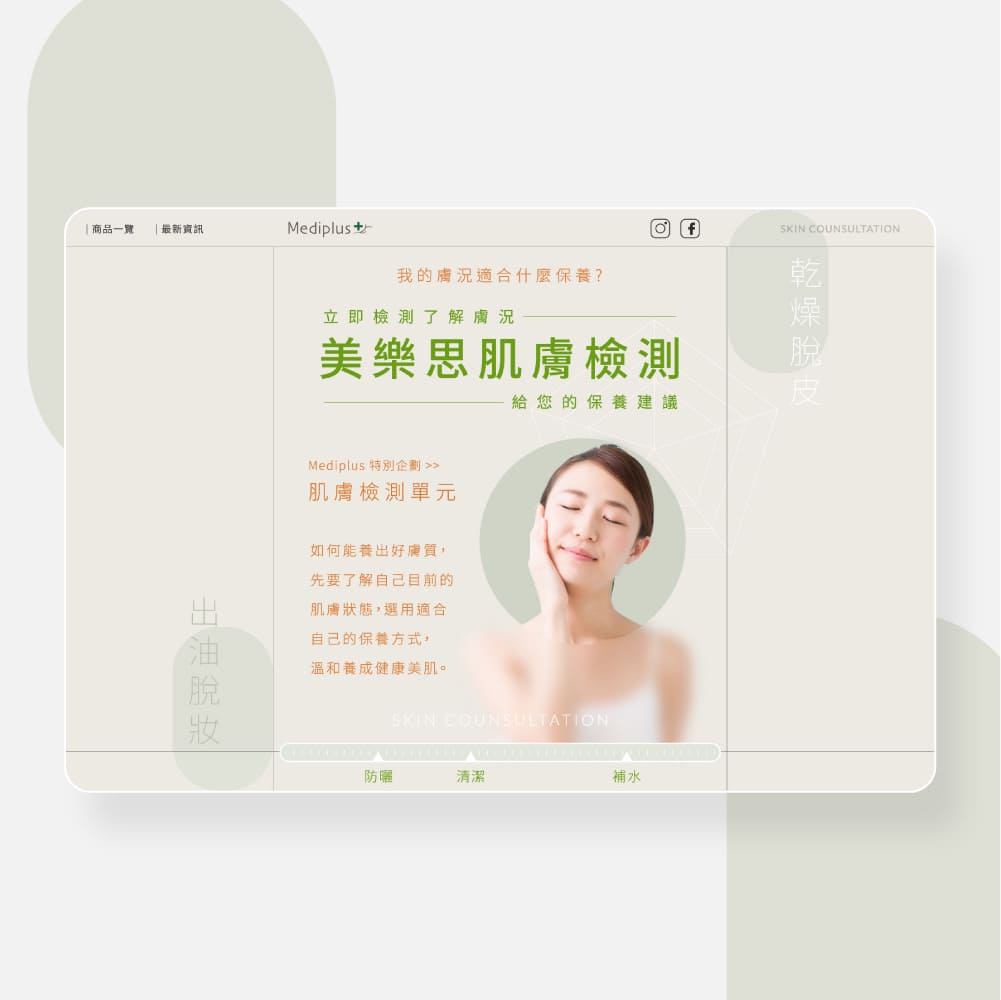 |商品一覽 |最新資訊 Mediplus SKIN COUNSULTATION
我的膚況適合什麼保養?
立即檢測了解膚況
美樂思肌膚檢測
給您的保養建議
乾燥脫皮
Mediplus 特別企劃 >>
肌膚檢測單元
如何能養出好膚質,
先要了解自己目前的
肌膚狀態,選用適合
自己的保養方式,
溫和養成健康美肌。
出油脫妝
SKIN COUNSULTATION
防曬 清潔 補水